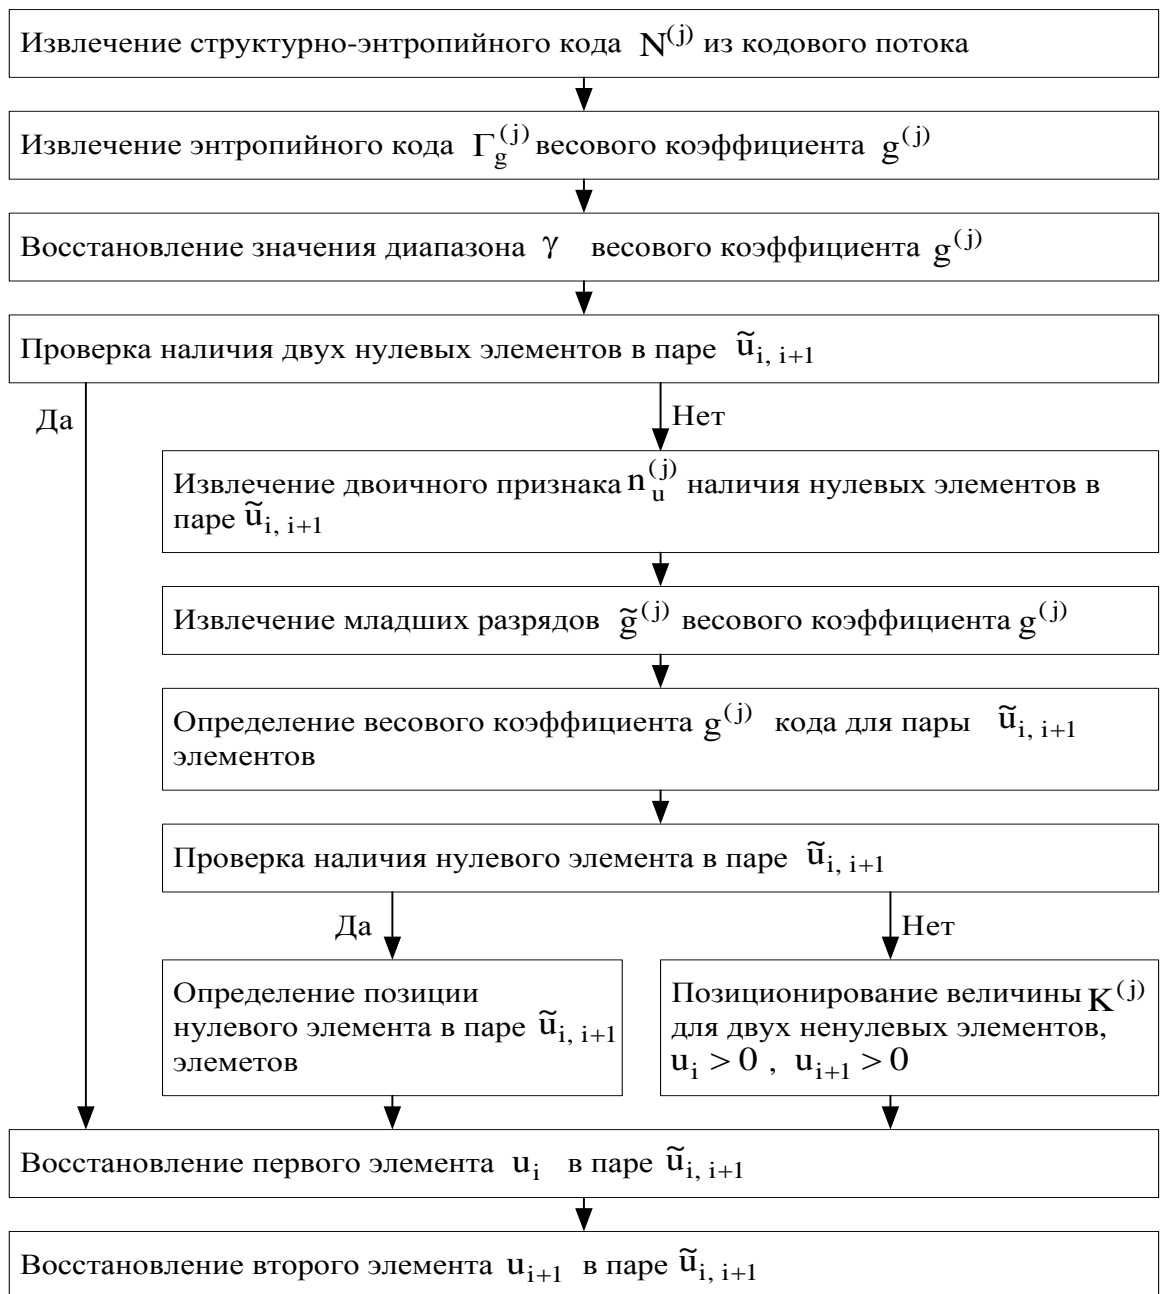 Извлечение структурно-энтропийного кода N^(j) из кодового потока
Извлечение энтропийного кода Γ_g^(j) весового коэффициента g^(j)
Восстановление значения диапазона γ весового коэффициента g^(j)
Проверка наличия двух нулевых элементов в паре ũ_i, i+1
Да
Нет
Извлечение двоичного признака n_u^(j) наличия нулевых элементов в
паре ũ_i, i+1
Извлечение младших разрядов g̃^(j) весового коэффициента g^(j)
Определение весового коэффициента g^(j) кода для пары ũ_i, i+1
элементов
Проверка наличия нулевого элемента в паре ũ_i, i+1
Да
Нет
Определение позиции
нулевого элемента в паре ũ_i, i+1
элеметов
Позиционирование величины K^(j)
для двух ненулевых элементов,
u_i > 0 , u_i+1 > 0
Восстановление первого элемента u_i в паре ũ_i, i+1
Восстановление второго элемента u_i+1 в паре ũ_i, i+1